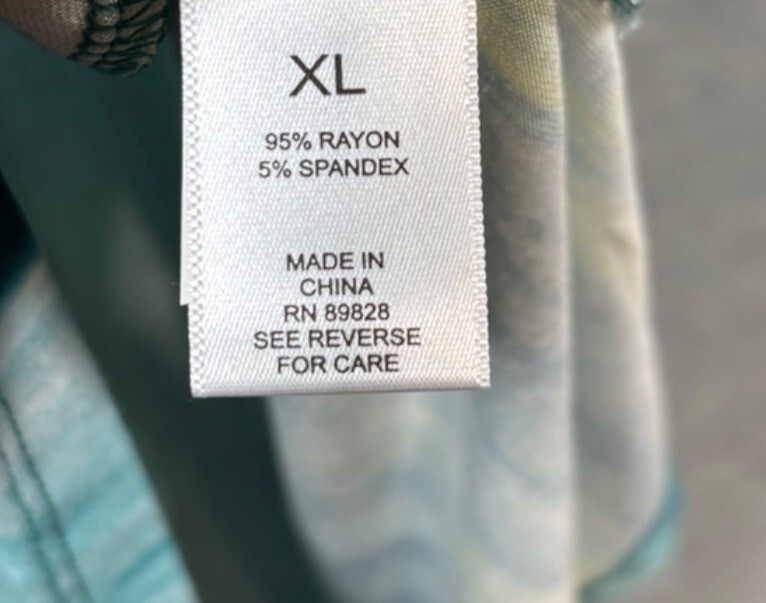 XL
95% RAYON
5% SPANDEX
MADE IN
CHINA
RN 89828
SEE REVERSE
FOR CARE